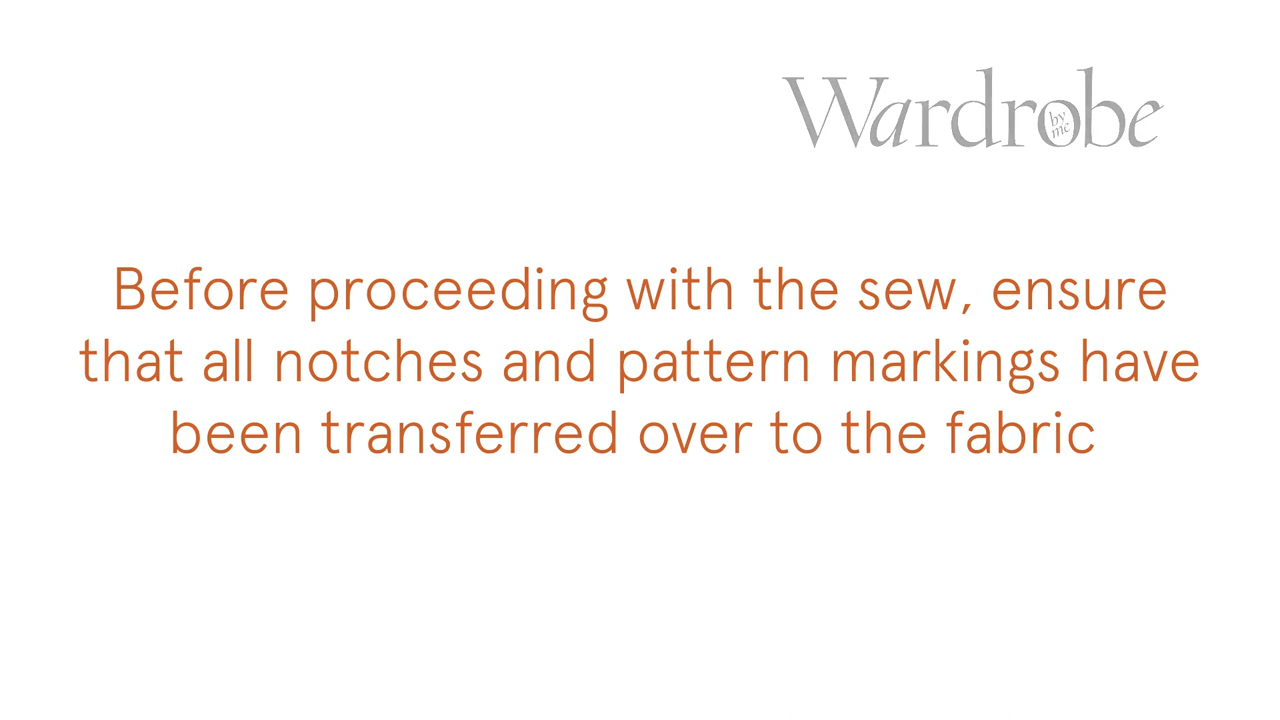 Wardrobe
by
me
Before proceeding with the sew, ensure
that all notches and pattern markings have
been transferred over to the fabric